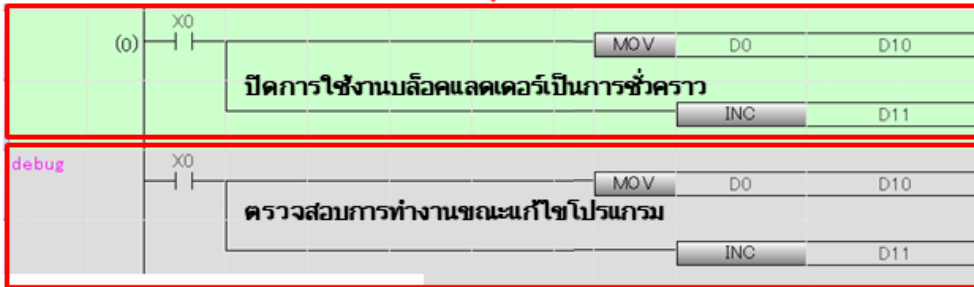 X0
(0) MOV D0 D10
ปิดการใช้งานบล็อคแลดเดอร์เป็นการชั่วคราว
INC D11
debug X0
MOV D0 D10
ตรวจสอบการทำงานขณะแก้ไขโปรแกรม
INC D11